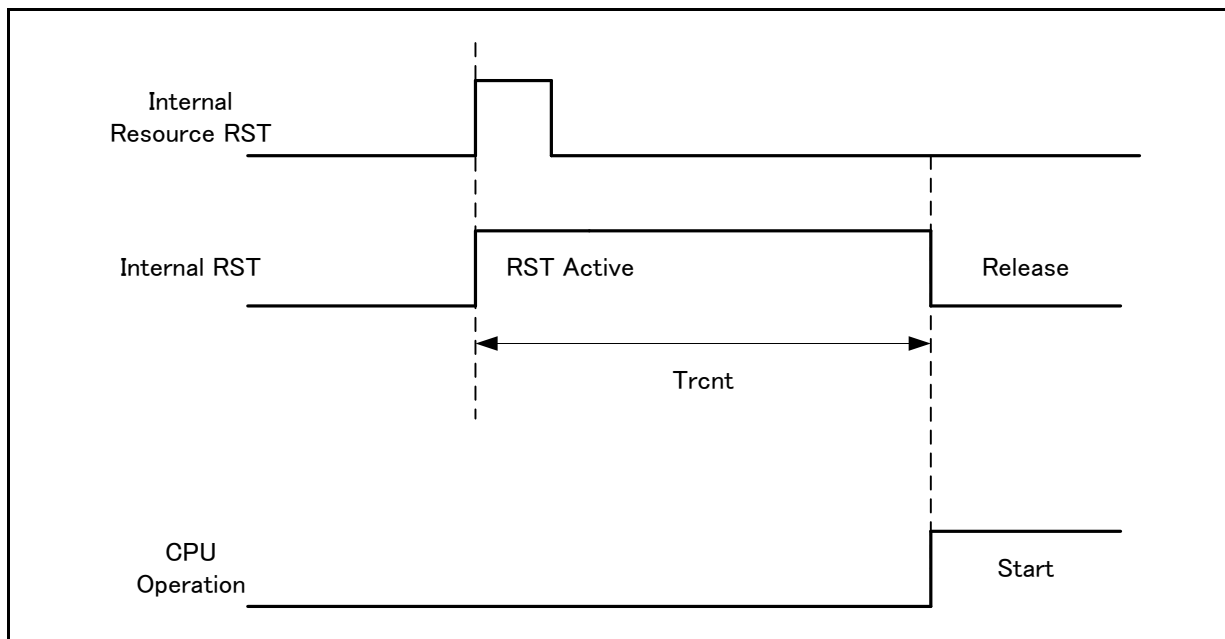 Internal
Resource RST
Internal RST
RST Active
Release
Trcnt
CPU
Operation
Start